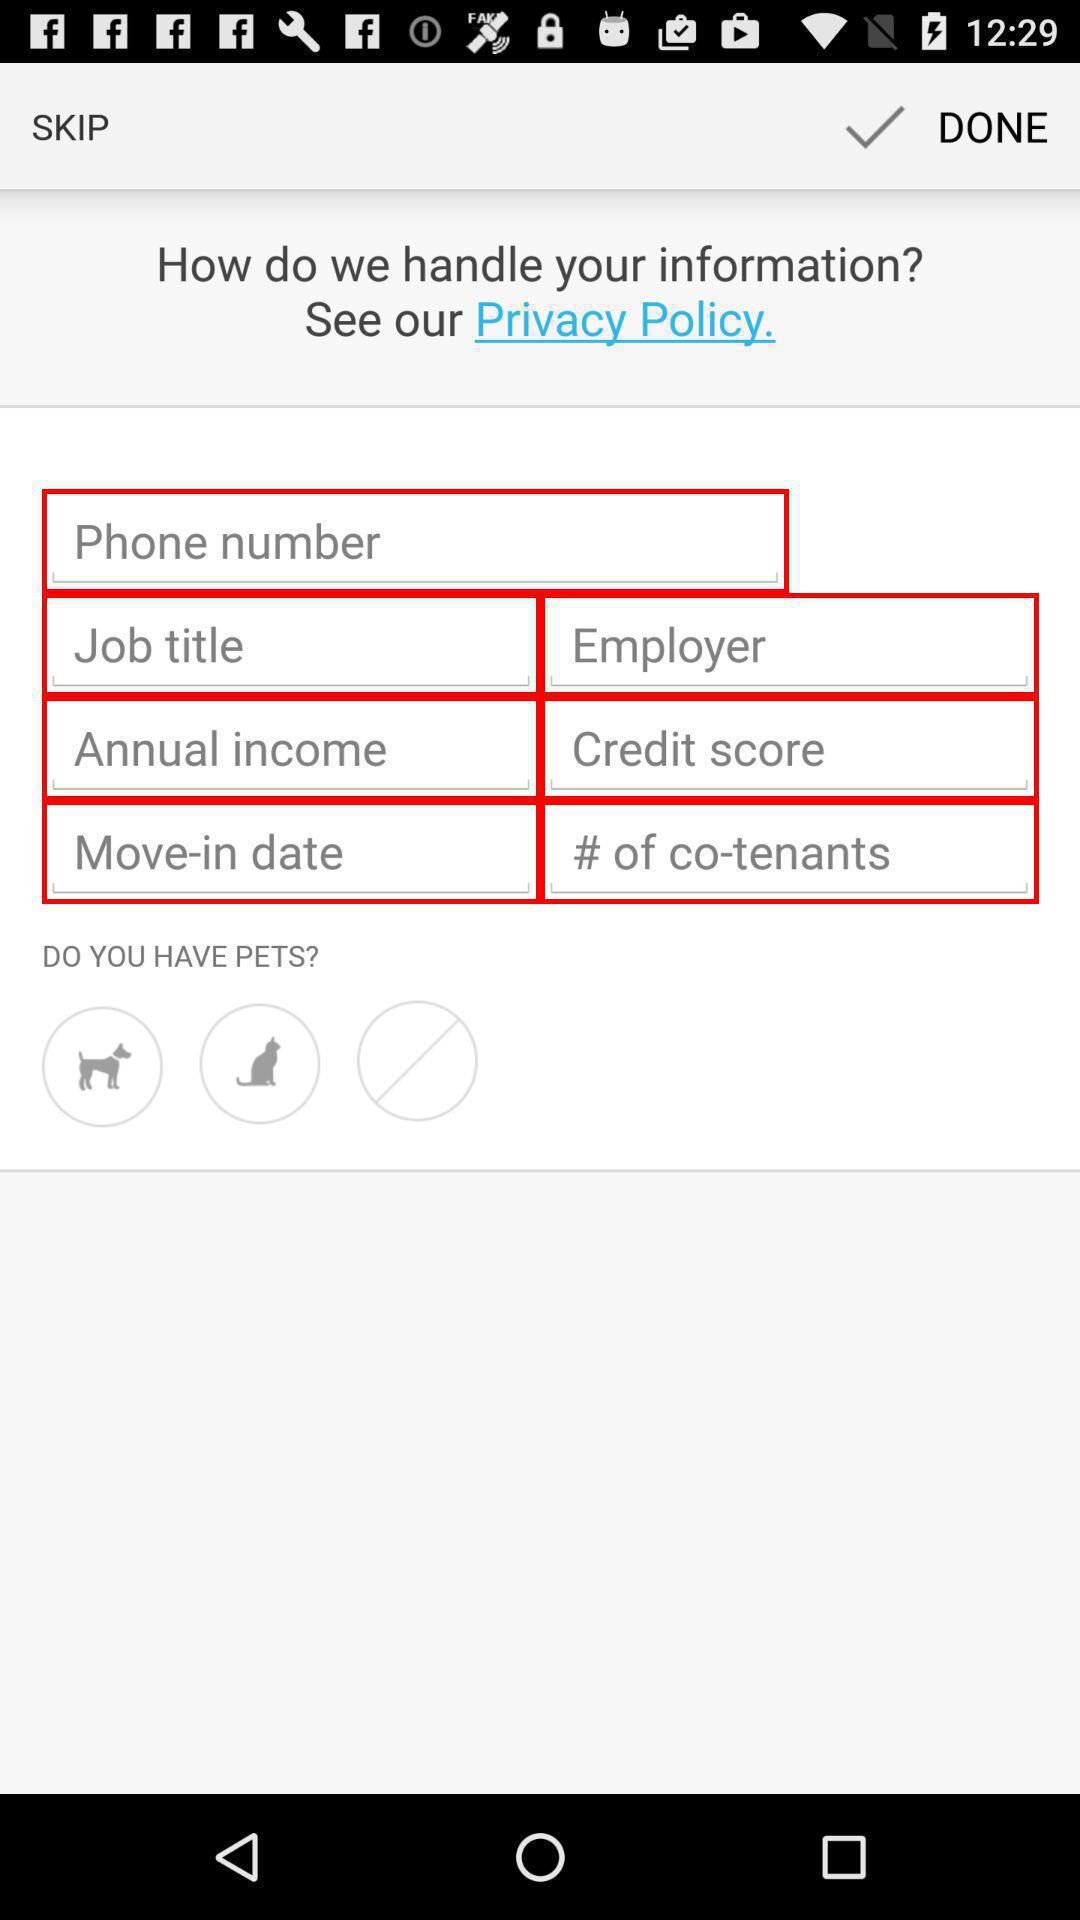 FAKE
12:29
SKIP
DONE
How do we handle your information?
See our Privacy Policy.
Phone number
Job title
Employer
Annual income
Credit score
Move-in date
# of co-tenants
DO YOU HAVE PETS?